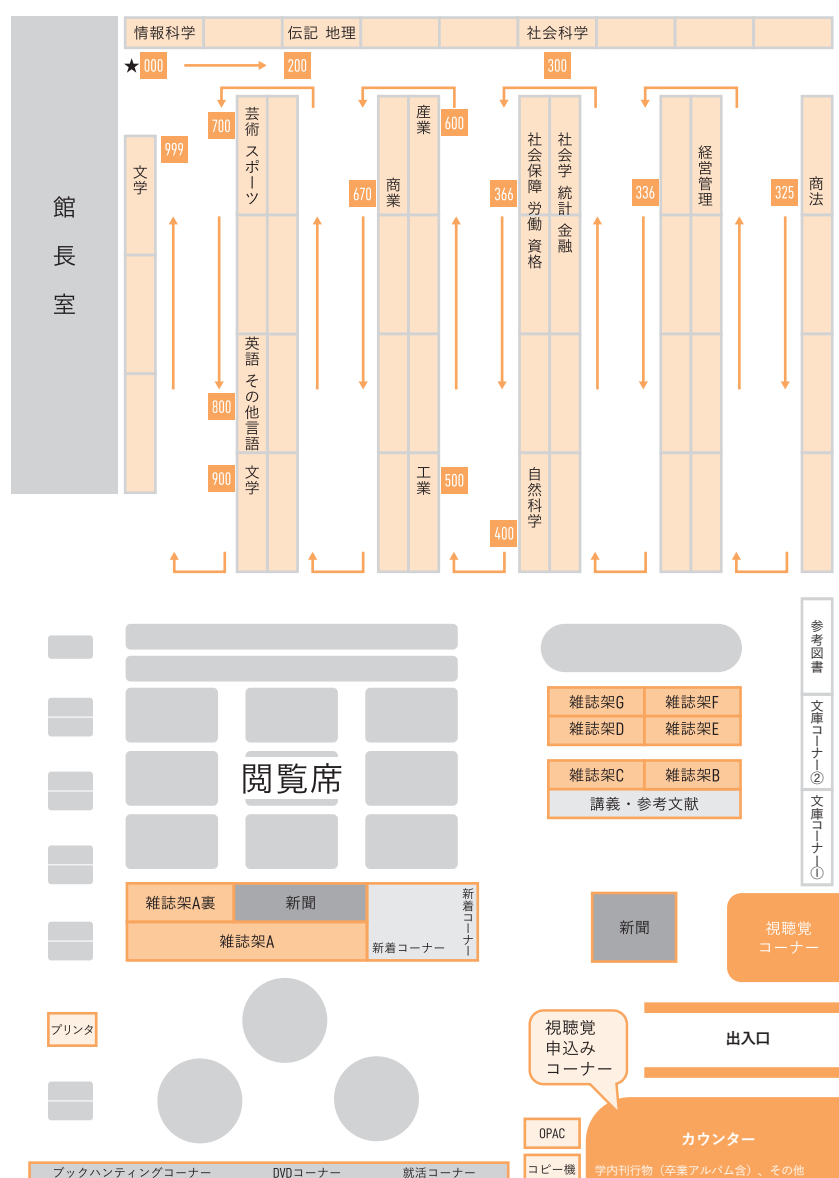 情報科学
伝記 地理
社会科学
★
000
200
300
館長室
文学
999
700
芸術 スポーツ
英語 その他言語
800
900
文学
670
商業
産業
600
工業
500
366
社会保障 労働 資格
社会学 統計 金融
自然科学
400
336
経営管理
325
商法
参考図書
文庫コーナー②
文庫コーナー①
雑誌架G
雑誌架F
雑誌架D
雑誌架E
雑誌架C
雑誌架B
講義・参考文献
閲覧席
雑誌架A裏
新聞
雑誌架A
新着コーナー
新着コーナー
新聞
視聴覚
コーナー
プリンタ
出入口
視聴覚
申込み
コーナー
OPAC
コピー機
カウンター
学内刊行物（卒業アルバム含）、その他
ブックハンティングコーナー
DVDコーナー
就活コーナー